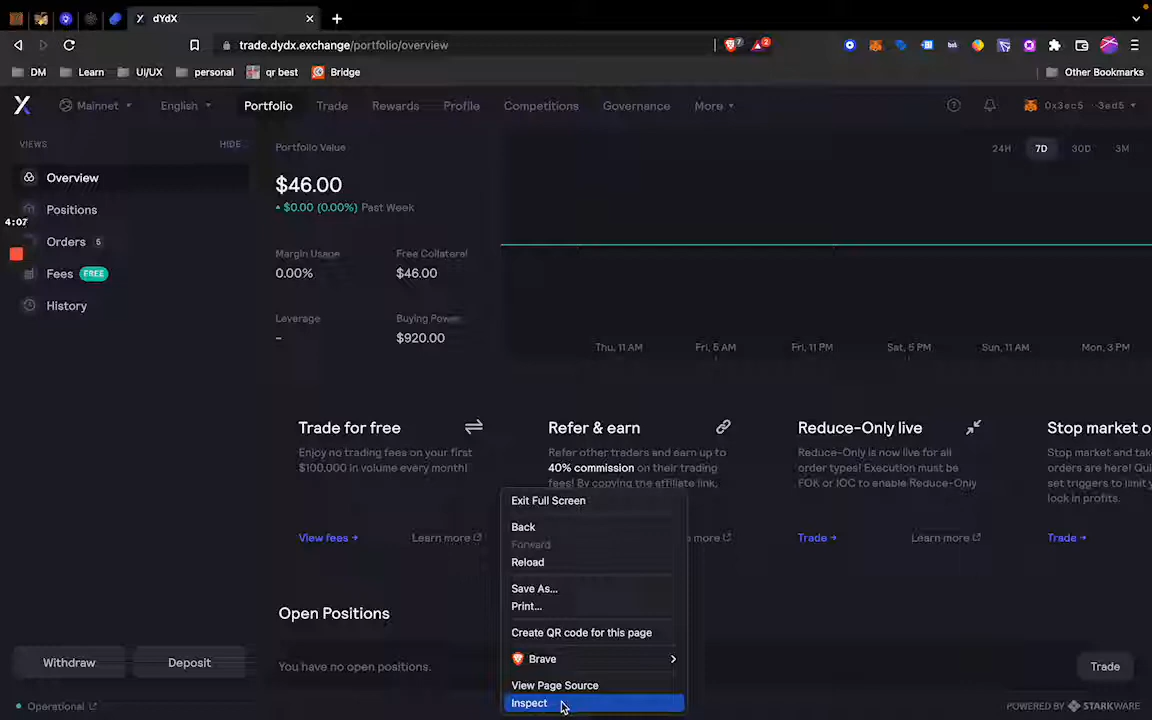 dYdX
trade.dydx.exchange/portfolio/overview
7
2
DM
Learn
UI/UX
personal
qr best
Bridge
Other Bookmarks
Mainnet
English
Portfolio
Trade
Rewards
Profile
Competitions
Governance
More
0x3ec5 ··3ed5
VIEWS
HIDE
Overview
Positions
4:07
Orders 5
Fees FREE
History
Portfolio Value
$46.00
$0.00 (0.00%) Past Week
24H
7D
30D
3M
Margin Usage
0.00%
Free Collateral
$46.00
Leverage
-
Buying Power
$920.00
Thu, 11 AM
Fri, 5 AM
Fri, 11 PM
Sat, 5 PM
Sun, 11 AM
Mon, 3 PM
Trade for free
Enjoy no trading fees on your first
$100,000 in volume every month!
View fees →
Learn more
Refer & earn
Refer other traders and earn up to
40% commission on their trading
fees! By copying the affiliate link,
more
Reduce-Only live
Reduce-Only is now live for all
order types! Execution must be
FOK or IOC to enable Reduce-Only
Trade →
Learn more
Stop market o
Stop market and take
orders are here! Qui
set triggers to limit y
lock in profits.
Trade →
Exit Full Screen
Back
Forward
Reload
Save As...
Print...
Create QR code for this page
Brave
View Page Source
Inspect
Open Positions
You have no open positions.
Trade
Withdraw
Deposit
Operational
POWERED BY STARKWARE